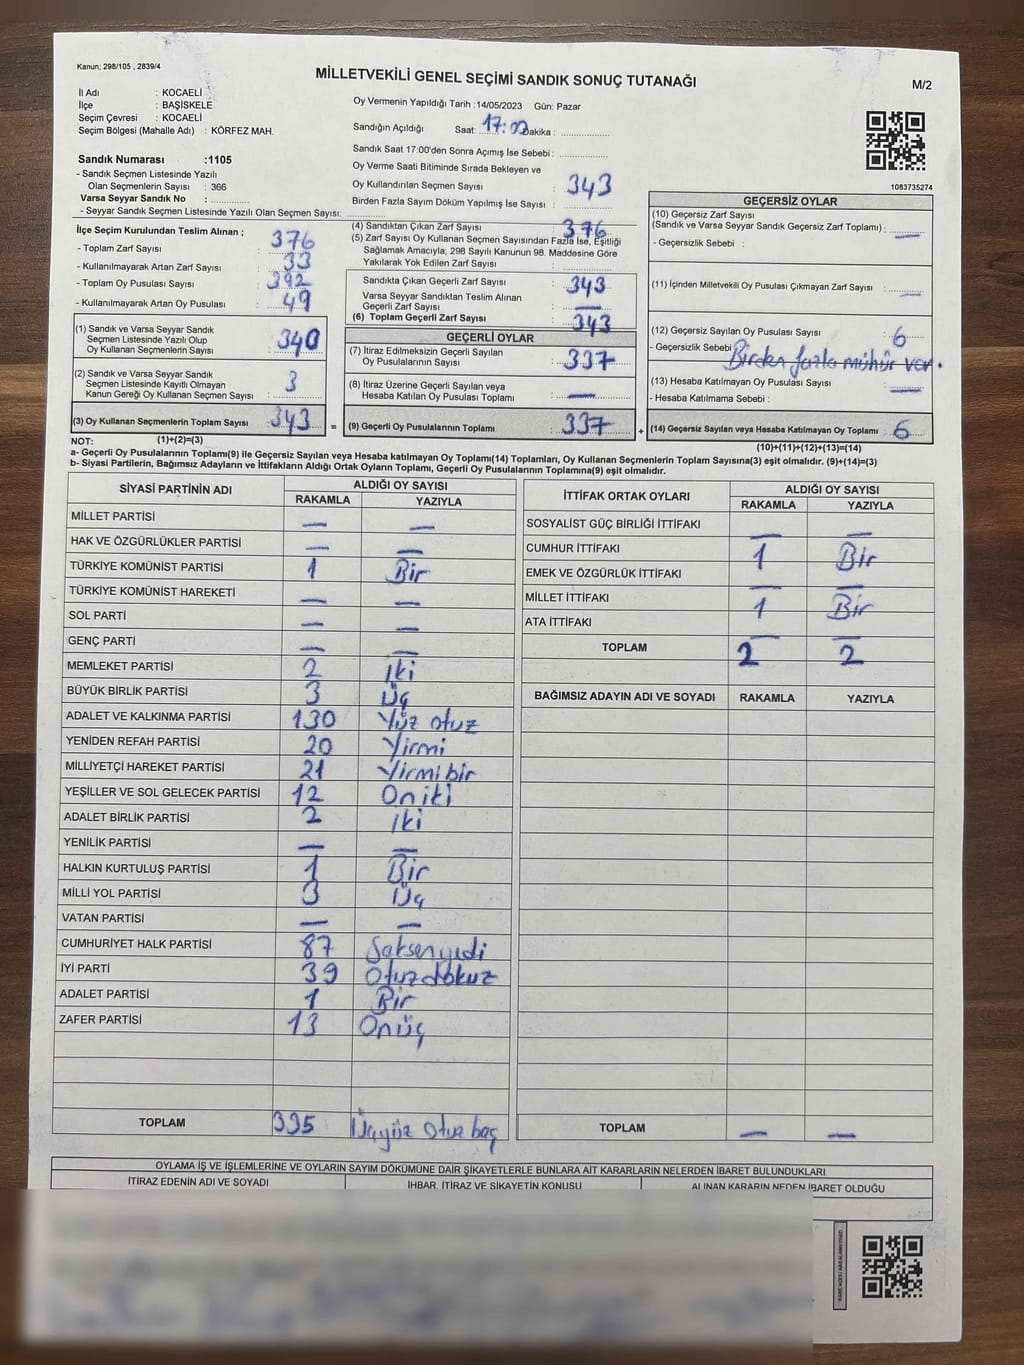 Kanun; 298/105 , 2839/4
MİLLETVEKİLİ GENEL SEÇİMİ SANDIK SONUÇ TUTANAĞI
M/2
İl Adı : KOCAELİ
İlçe : BAŞİSKELE
Seçim Çevresi : KOCAELİ
Seçim Bölgesi (Mahalle Adı) : KÖRFEZ MAH.
Sandık Numarası :1105
- Sandık Seçmen Listesinde Yazılı
Olan Seçmenlerin Sayısı : 366
Varsa Seyyar Sandık No :
- Seyyar Sandık Seçmen Listesinde Yazılı Olan Seçmen Sayısı:
Oy Vermenin Yapıldığı Tarih :14/05/2023 Gün: Pazar
Sandığın Açıldığı Saat: 17:00 Dakika :
Sandık Saat 17:00'den Sonra Açımış İse Sebebi :
Oy Verme Saati Bitiminde Sırada Bekleyen ve
Oy Kullandırılan Seçmen Sayısı : 343
Birden Fazla Sayım Döküm Yapılmış İse Sayısı :
1083735274
İlçe Seçim Kurulundan Teslim Alınan ;
- Toplam Zarf Sayısı : 376
- Kullanılmayarak Artan Zarf Sayısı : 33
- Toplam Oy Pusulası Sayısı : 392
- Kullanılmayarak Artan Oy Pusulası : 49
(4) Sandıktan Çıkan Zarf Sayısı : 376
(5) Zarf Sayısı Oy Kullanan Seçmen Sayısından Fazla İse, Eşitliği
Sağlamak Amacıyla; 298 Sayılı Kanunun 98. Maddesine Göre
Yakılarak Yok Edilen Zarf Sayısı :
Sandıkta Çıkan Geçerli Zarf Sayısı : 343
Varsa Seyyar Sandıktan Teslim Alınan
Geçerli Zarf Sayısı : —
(6) Toplam Geçerli Zarf Sayısı : 343
GEÇERSİZ OYLAR
(10) Geçersiz Zarf Sayısı
(Sandık ve Varsa Seyyar Sandık Geçersiz Zarf Toplamı) : —
- Geçersizlik Sebebi :
(11) İçinden Milletvekili Oy Pusulası Çıkmayan Zarf Sayısı : —
(12) Geçersiz Sayılan Oy Pusulası Sayısı : 6
- Geçersizlik Sebebi : Birden fazla mühür var.
(13) Hesaba Katılmayan Oy Pusulası Sayısı : —
- Hesaba Katılmama Sebebi :
(1) Sandık ve Varsa Seyyar Sandık
Seçmen Listesinde Yazılı Olup
Oy Kullanan Seçmenlerin Sayısı : 340
(2) Sandık ve Varsa Seyyar Sandık
Seçmen Listesinde Kayıtlı Olmayan
Kanun Gereği Oy Kullanan Seçmen Sayısı : 3
GEÇERLİ OYLAR
(7) İtiraz Edilmeksizin Geçerli Sayılan
Oy Pusulalarının Sayısı : 337
(8) İtiraz Üzerine Geçerli Sayılan veya
Hesaba Katılan Oy Pusulası Toplamı : —
(3) Oy Kullanan Seçmenlerin Toplam Sayısı : 343 = (9) Geçerli Oy Pusulalarının Toplamı : 337 + (14) Geçersiz Sayılan veya Hesaba Katılmayan Oy Toplamı : 6
NOT: (1)+(2)=(3) (10)+(11)+(12)+(13)=(14)
a- Geçerli Oy Pusulalarının Toplamı(9) ile Geçersiz Sayılan veya Hesaba katılmayan Oy Toplamı(14) Toplamları, Oy Kullanan Seçmenlerin Toplam Sayısına(3) eşit olmalıdır. (9)+(14)=(3)
b- Siyasi Partilerin, Bağımsız Adayların ve İttifakların Aldığı Ortak Oyların Toplamı, Geçerli Oy Pusulalarının Toplamına(9) eşit olmalıdır.
SİYASİ PARTİNİN ADI ALDIĞI OY SAYISI
RAKAMLA YAZIYLA
MİLLET PARTİSİ — —
HAK VE ÖZGÜRLÜKLER PARTİSİ — —
TÜRKİYE KOMÜNİST PARTİSİ 1 Bir
TÜRKİYE KOMÜNİST HAREKETİ — —
SOL PARTİ — —
GENÇ PARTİ — —
MEMLEKET PARTİSİ 2 İki
BÜYÜK BİRLİK PARTİSİ 3 Üç
ADALET VE KALKINMA PARTİSİ 130 Yüz otuz
YENİDEN REFAH PARTİSİ 20 Yirmi
MİLLİYETÇİ HAREKET PARTİSİ 21 Yirmibir
YEŞİLLER VE SOL GELECEK PARTİSİ 12 Oniki
ADALET BİRLİK PARTİSİ 2 İki
YENİLİK PARTİSİ — —
HALKIN KURTULUŞ PARTİSİ 1 Bir
MİLLİ YOL PARTİSİ 3 Üç
VATAN PARTİSİ — —
CUMHURİYET HALK PARTİSİ 87 Seksenyedi
İYİ PARTİ 39 Otuzdokuz
ADALET PARTİSİ 1 Bir
ZAFER PARTİSİ 13 Onüç
TOPLAM 335 Üçyüz otuz beş
İTTİFAK ORTAK OYLARI ALDIĞI OY SAYISI
RAKAMLA YAZIYLA
SOSYALİST GÜÇ BİRLİĞİ İTTİFAKI — —
CUMHUR İTTİFAKI 1 Bir
EMEK VE ÖZGÜRLÜK İTTİFAKI — —
MİLLET İTTİFAKI 1 Bir
ATA İTTİFAKI — —
TOPLAM 2 2
BAĞIMSIZ ADAYIN ADI VE SOYADI RAKAMLA YAZIYLA
TOPLAM — —
OYLAMA İŞ VE İŞLEMLERİNE VE OYLARIN SAYIM DÖKÜMÜNE DAİR ŞİKAYETLERLE BUNLARA AİT KARARLARIN NELERDEN İBARET BULUNDUKLARI
İTİRAZ EDENİN ADI VE SOYADI İHBAR, İTİRAZ VE ŞİKAYETİN KONUSU ALINAN KARARIN NEDEN İBARET OLDUĞU